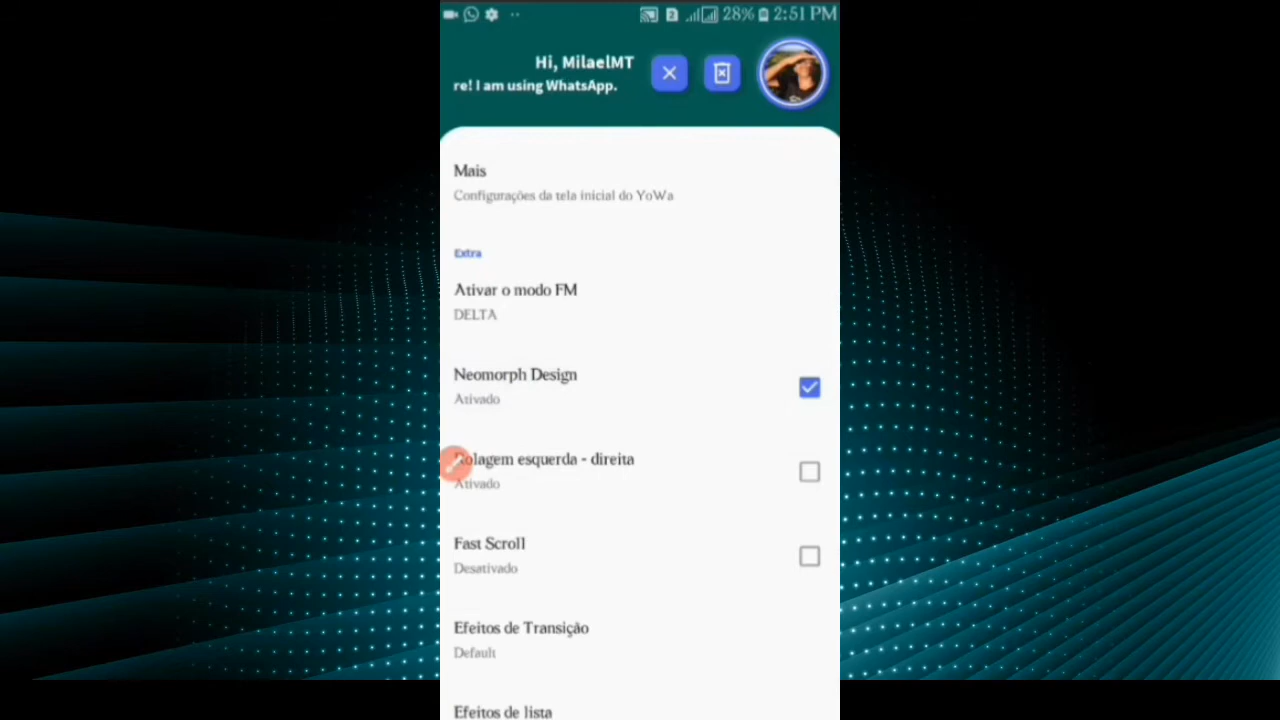 28% 2:51 PM
Hi, MilaelMT
re! I am using WhatsApp.
Mais
Configurações da tela inicial do YoWa
Extra
Ativar o modo FM
DELTA
Neomorph Design
Ativado
Rolagem esquerda - direita
Ativado
Fast Scroll
Desativado
Efeitos de Transição
Default
Efeitos de lista